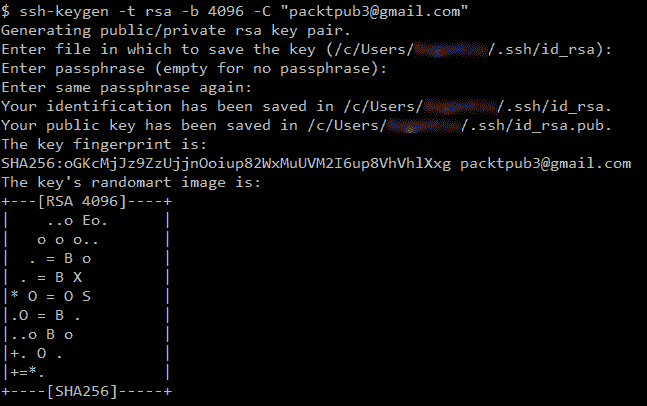 $ ssh-keygen -t rsa -b 4096 -C "packtpub3@gmail.com"
Generating public/private rsa key pair.
Enter file in which to save the key (/c/Users/ /.ssh/id_rsa):
Enter passphrase (empty for no passphrase):
Enter same passphrase again:
Your identification has been saved in /c/Users/ /.ssh/id_rsa.
Your public key has been saved in /c/Users/ /.ssh/id_rsa.pub.
The key fingerprint is:
SHA256:oGKcMjJz9ZzUjjnOoiup82WxMuUVM2I6up8VhVhlXxg packtpub3@gmail.com
The key's randomart image is:
+---[RSA 4096]----+
|    ..o Eo.      |
|   o o o..       |
|  . = B o        |
| . = B X         |
|* O = O S        |
|.O = B .         |
|..o B o          |
|+. O .           |
|+=*.             |
+----[SHA256]-----+